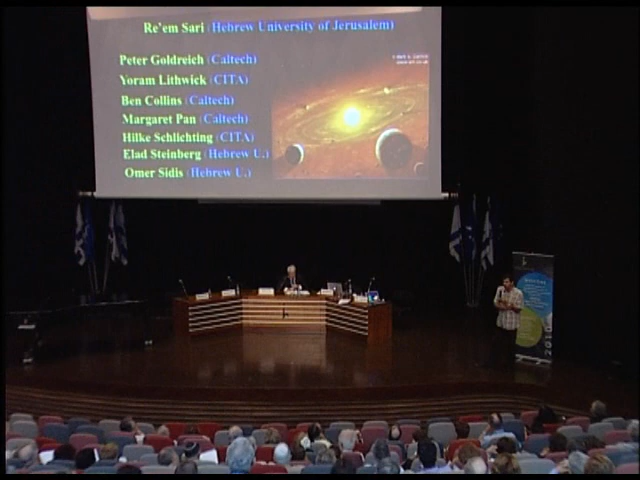 Re'em Sari (Hebrew University of Jerusalem)
Peter Goldreich (Caltech)
Yoram Lithwick (CITA)
Ben Collins (Caltech)
Margaret Pan (Caltech)
Hilke Schlichting (CITA)
Elad Steinberg (Hebrew U.)
Omer Sidis (Hebrew U.)